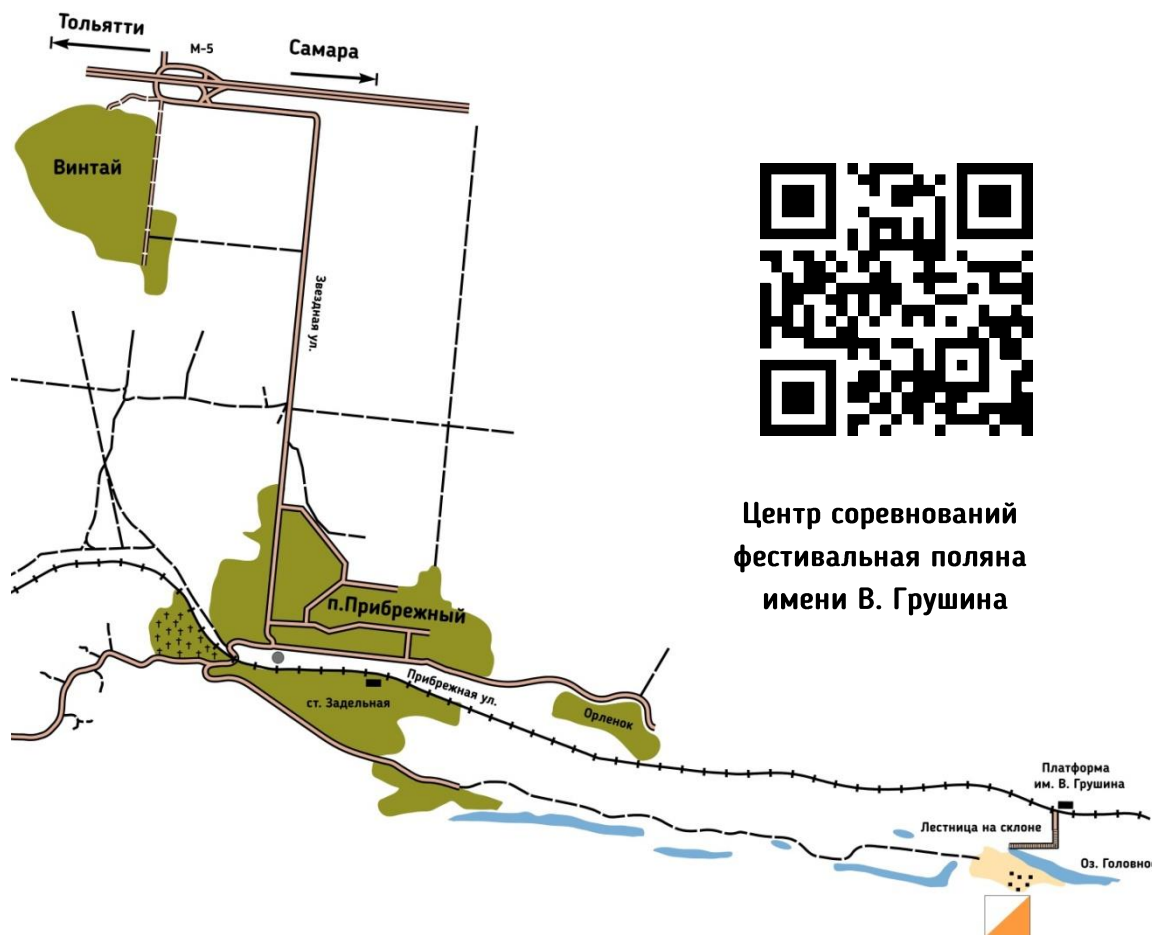 Тольятти
М-5
Самара
Винтай
Звездная ул.
Центр соревнований
фестивальная поляна
имени В. Грушина
п.Прибрежный
Прибрежная ул.
ст. Задельная
Орленок
Платформа
им. В. Грушина
Лестница на склоне
Оз. Головно